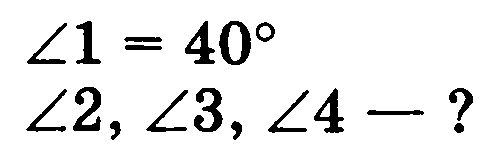 ∠1 = 40°
∠2, ∠3, ∠4 — ?